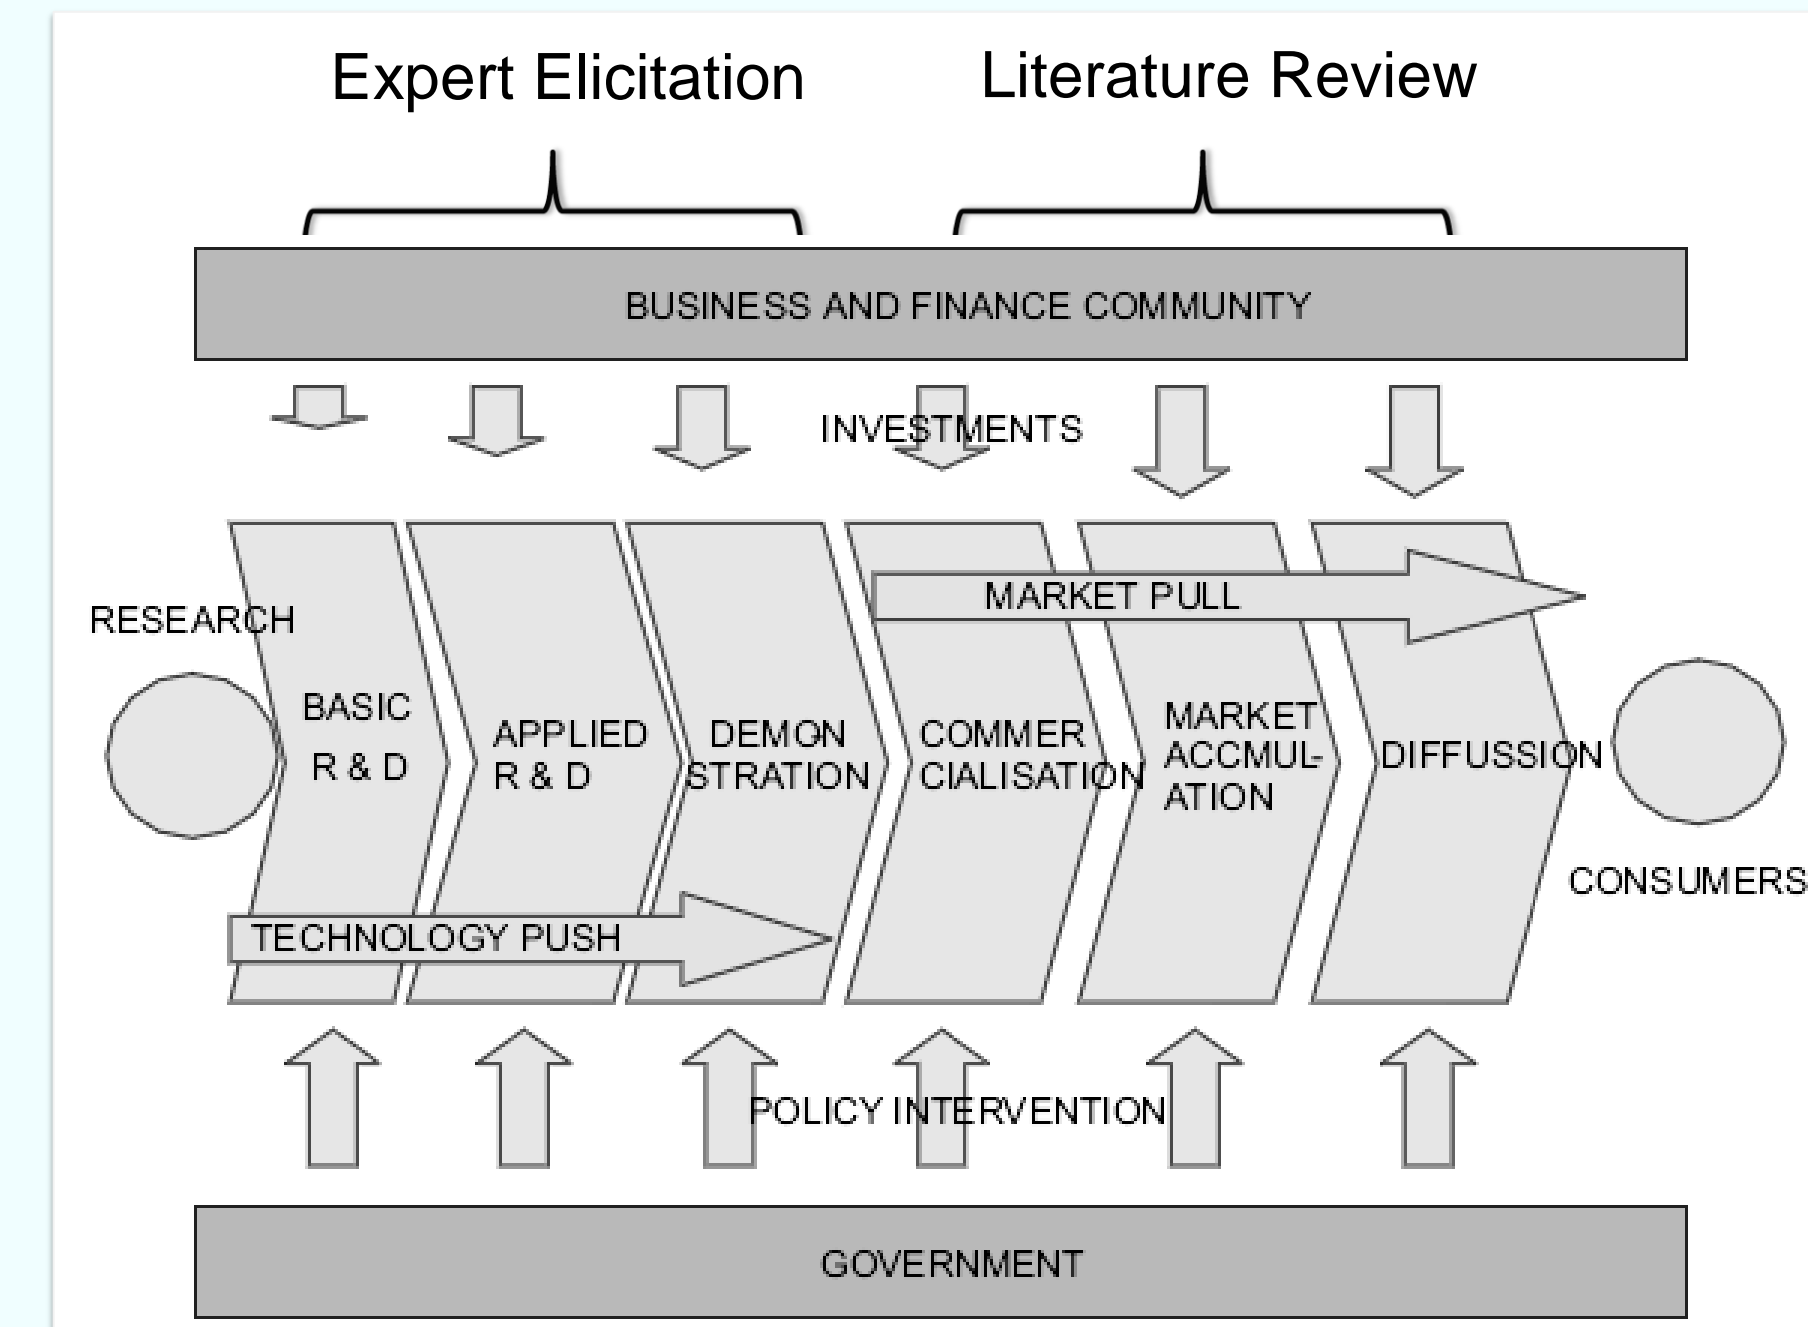 Expert Elicitation
Literature Review
BUSINESS AND FINANCE COMMUNITY
INVESTMENTS
MARKET PULL
RESEARCH
BASIC
R & D
APPLIED
R & D
DEMON
STRATION
COMMER
CIALISATION
MARKET
ACCMUL-
ATION
DIFFUSSION
CONSUMERS
TECHNOLOGY PUSH
POLICY INTERVENTION
GOVERNMENT